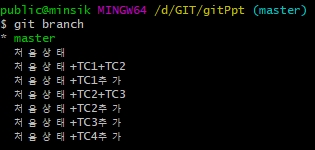 public@minsik MINGW64 /d/GIT/gitPpt (master)
$ git branch
* master
처음상태
처음상태+TC1+TC2
처음상태+TC1추가
처음상태+TC2+TC3
처음상태+TC2추가
처음상태+TC3추가
처음상태+TC4추가